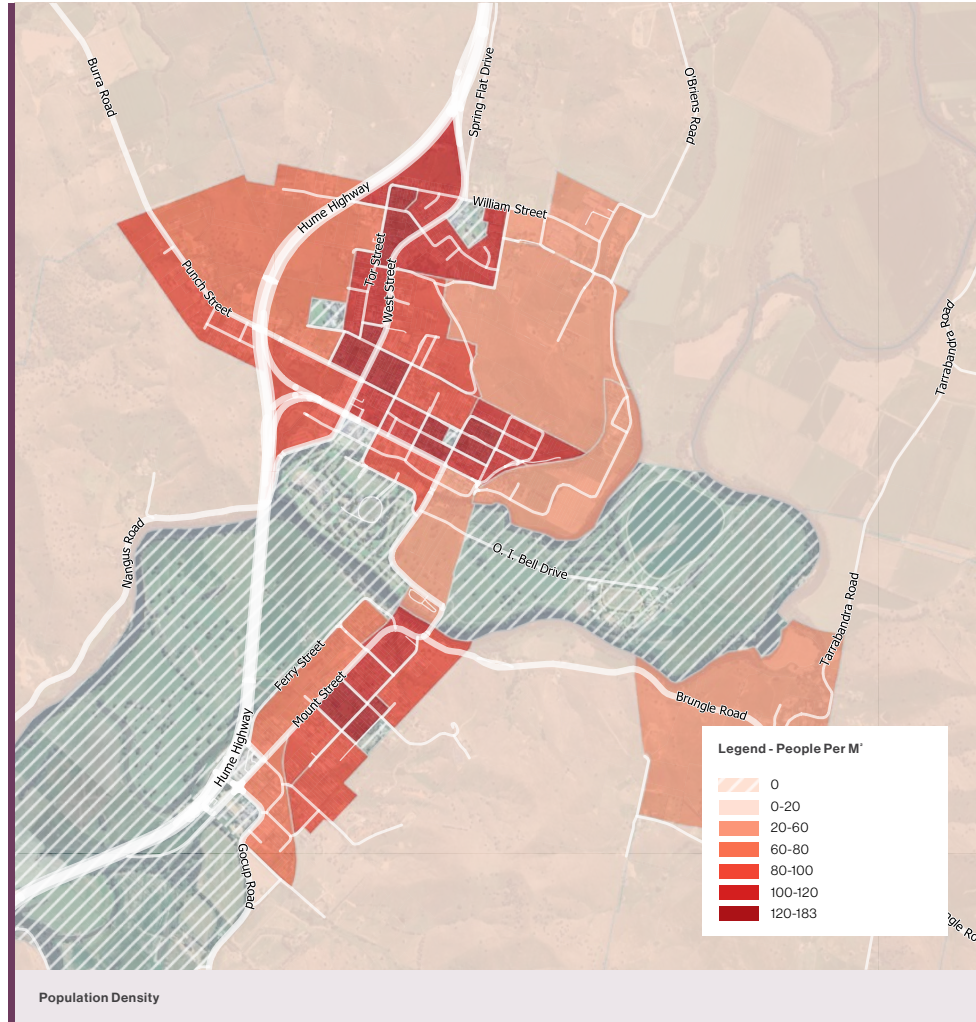 Burra Road
Spring Flat Drive
O'Briens Road
Hume Highway
William Street
Tor Street
West Street
Punch Street
Tarrabandra Road
Nangus Road
O. I. Bell Drive
Tarrabandra Road
Ferry Street
Mount Street
Brungle Road
Hume Highway
Gocup Road
Legend - People Per M²
0
0-20
20-60
60-80
80-100
100-120
120-183
ngle Ro
Population Density